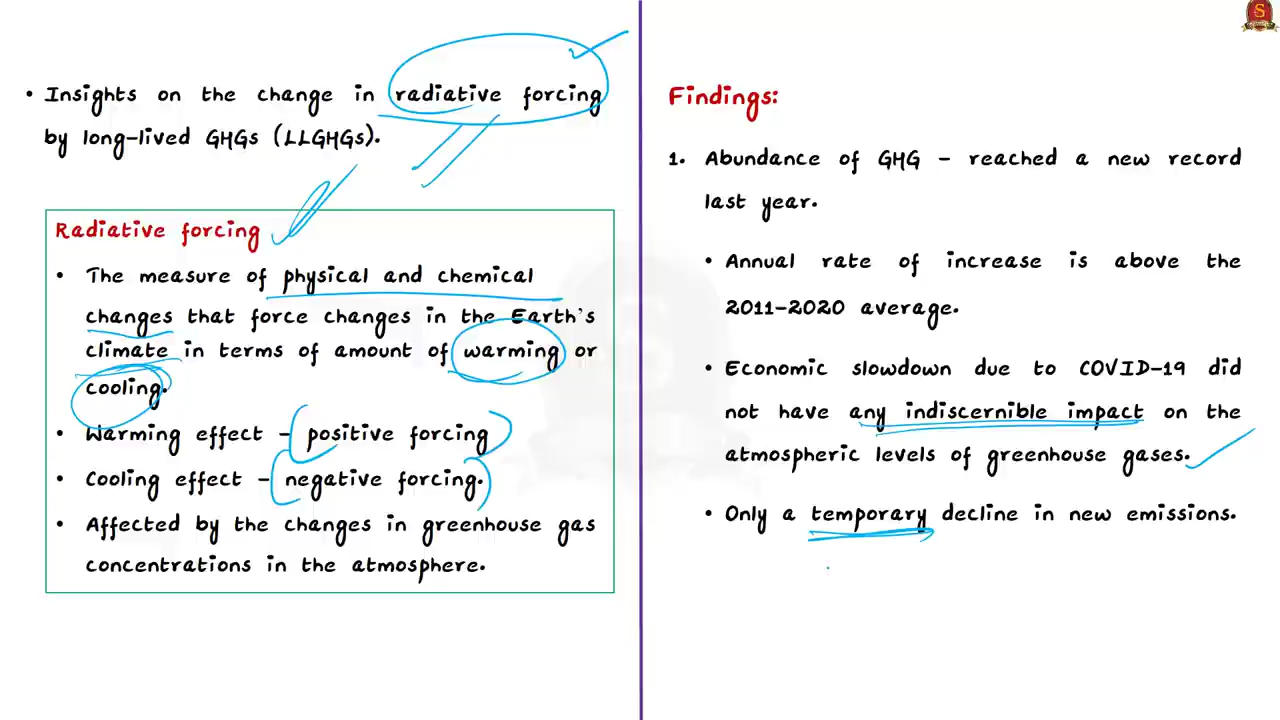 • Insights on the change in radiative forcing
by long-lived GHGs (LLGHGs).
Radiative forcing
• The measure of physical and chemical
changes that force changes in the Earth's
climate in terms of amount of warming or
cooling.
• Warming effect - positive forcing
• Cooling effect - negative forcing.
• Affected by the changes in greenhouse gas
concentrations in the atmosphere.
Findings:
1. Abundance of GHG - reached a new record
last year.
• Annual rate of increase is above the
2011-2020 average.
• Economic slowdown due to COVID-19 did
not have any indiscernible impact on the
atmospheric levels of greenhouse gases.
• Only a temporary decline in new emissions.
S